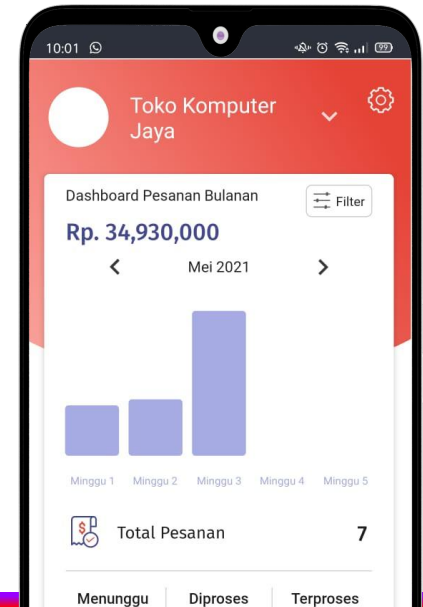 10:01
99
Toko Komputer
Jaya
Dashboard Pesanan Bulanan
Filter
Rp. 34,930,000
Mei 2021
Minggu 1 Minggu 2 Minggu 3 Minggu 4 Minggu 5
$
Total Pesanan 7
Menunggu Diproses Terproses